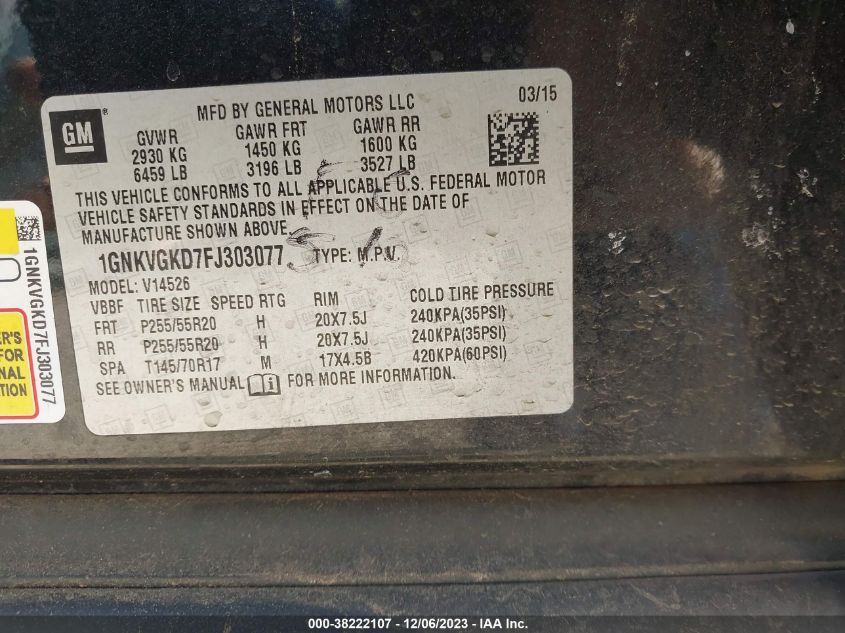 GM ®
MFD BY GENERAL MOTORS LLC
03/15
GVWR GAWR FRT GAWR RR
2930 KG 1450 KG 1600 KG
6459 LB 3196 LB 3527 LB
THIS VEHICLE CONFORMS TO ALL APPLICABLE U.S. FEDERAL MOTOR
VEHICLE SAFETY STANDARDS IN EFFECT ON THE DATE OF
MANUFACTURE SHOWN ABOVE.
1GNKVGKD7FJ303077 TYPE: M.P.V.
MODEL: V14526
VBBF TIRE SIZE SPEED RTG RIM COLD TIRE PRESSURE
FRT P255/55R20 H 20X7.5J 240KPA(35PSI)
RR P255/55R20 H 20X7.5J 240KPA(35PSI)
SPA T145/70R17 M 17X4.5B 420KPA(60PSI)
SEE OWNER'S MANUAL FOR MORE INFORMATION.
1GNKVGKD7FJ303077
ER'S
FOR
NAL
TION
000-38222107 - 12/06/2023 - IAA Inc.